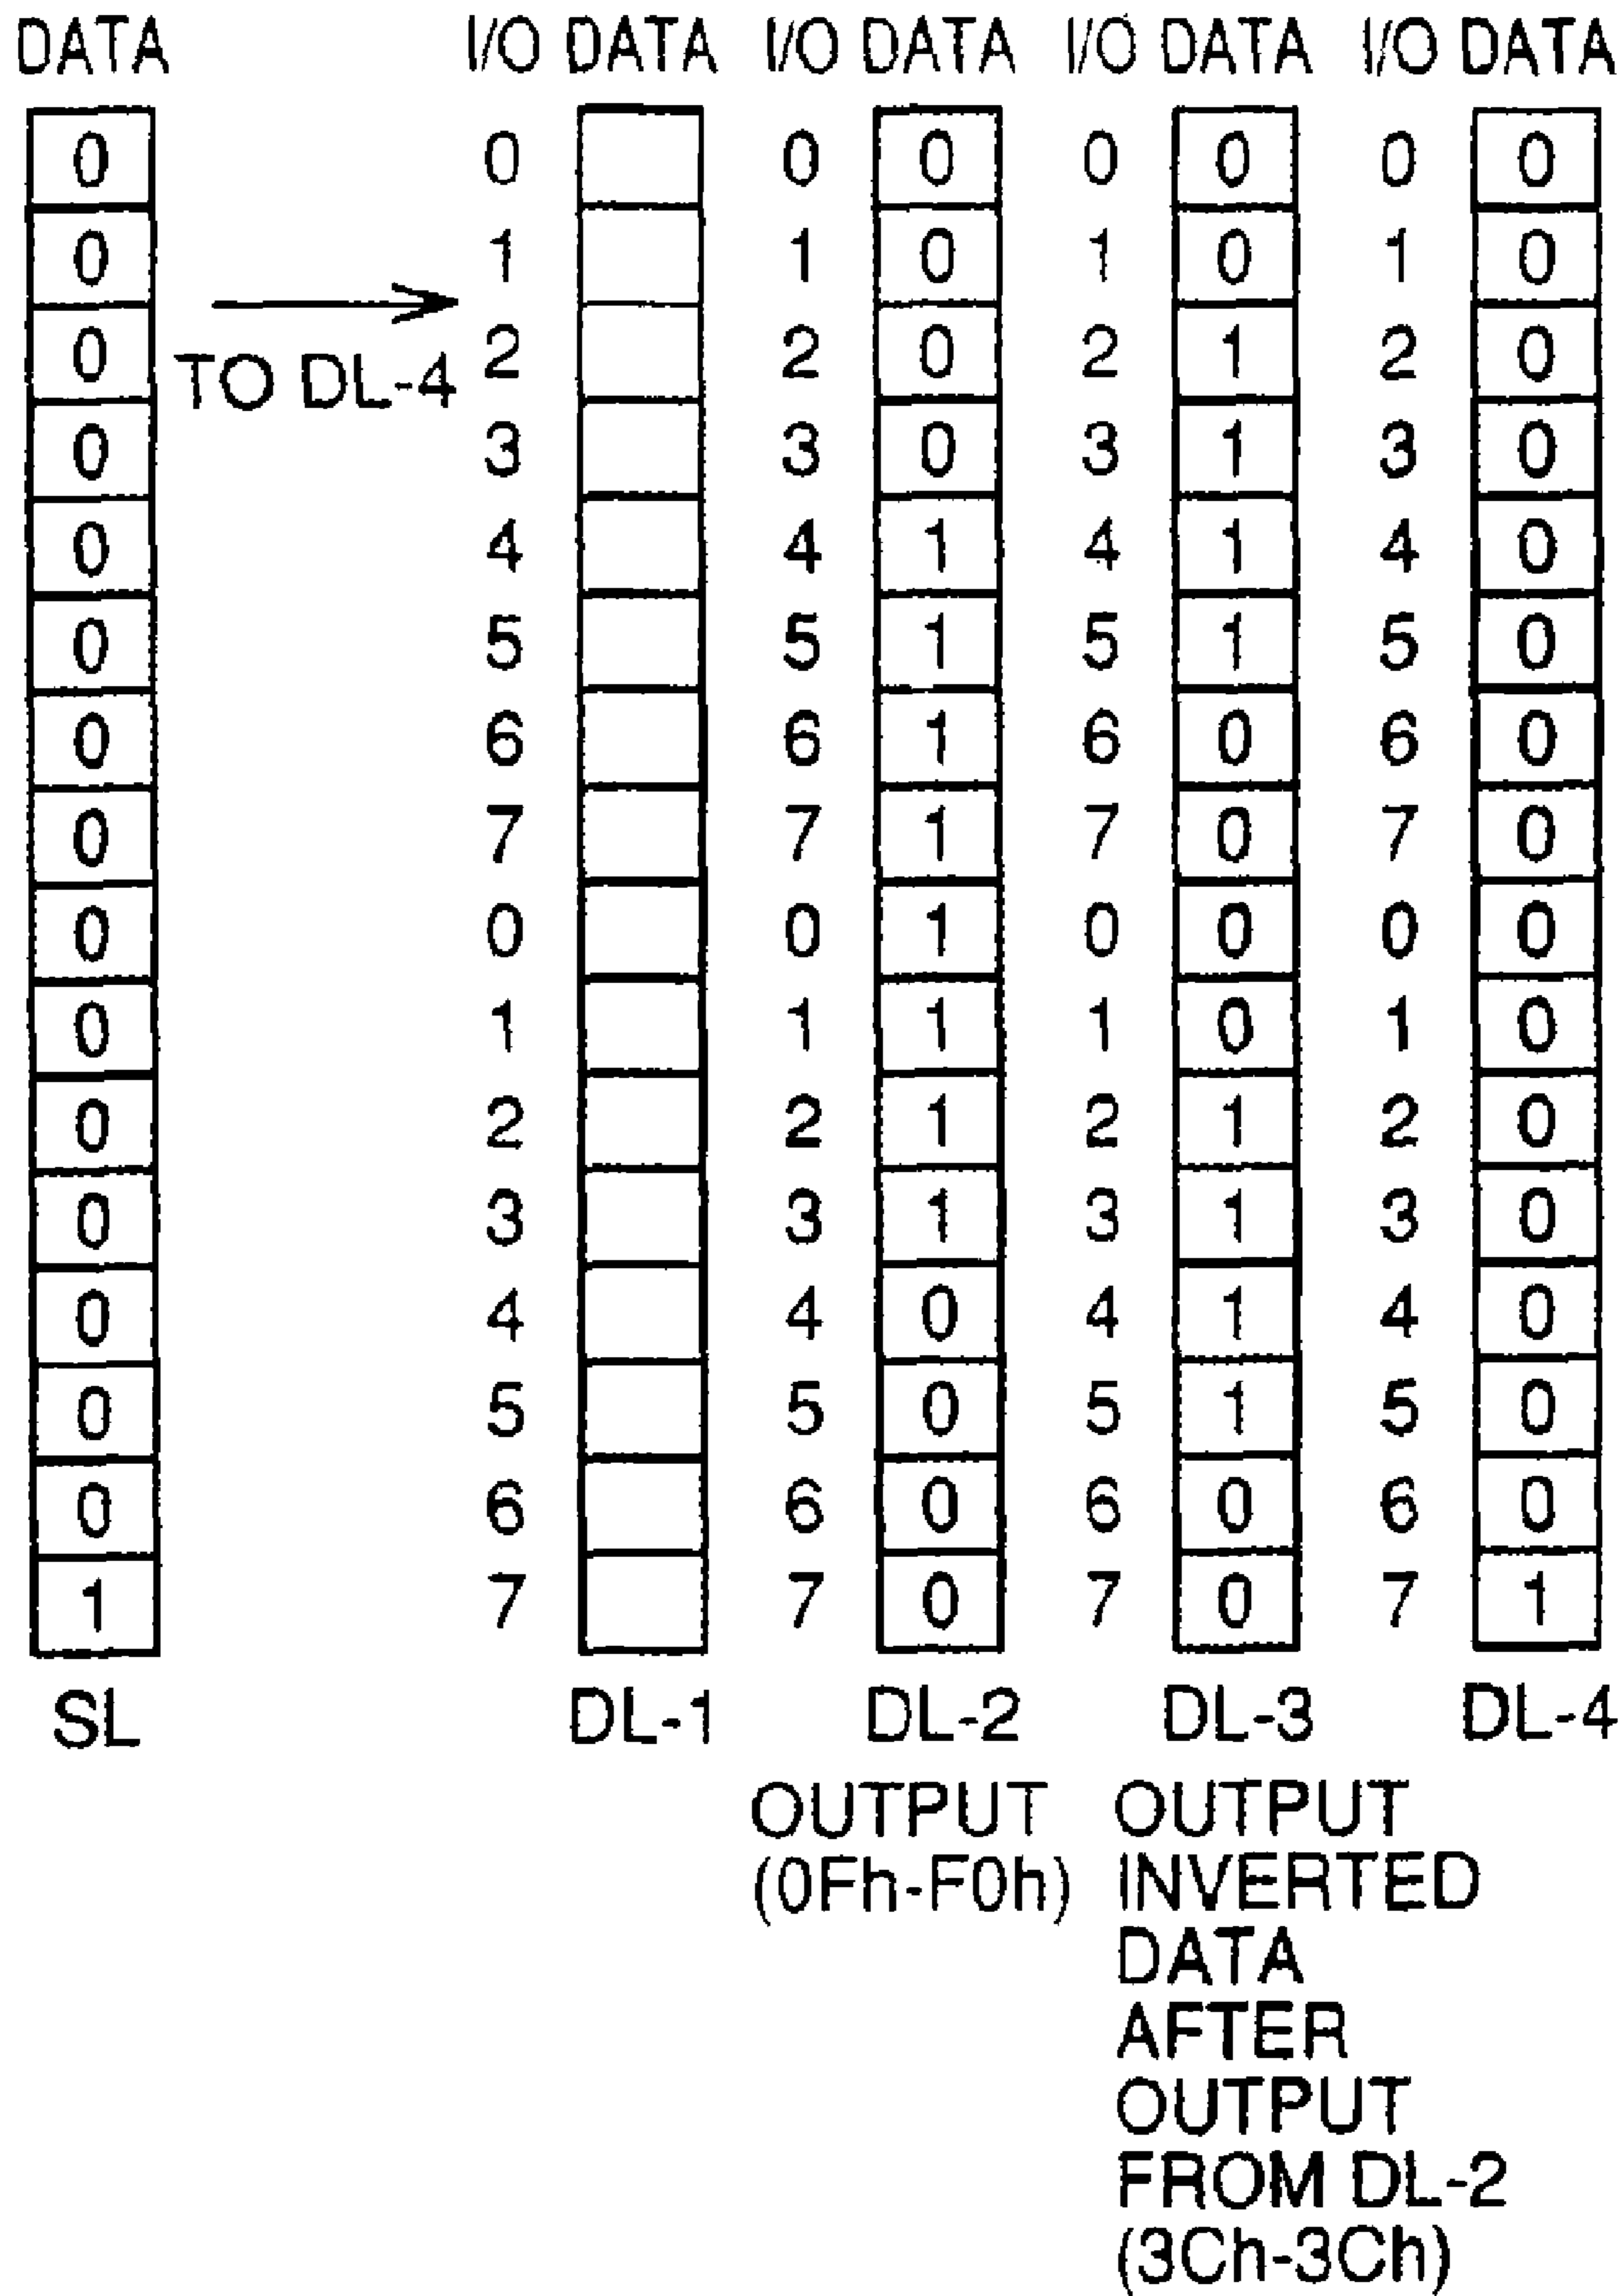 DATA I/O DATA I/O DATA I/O DATA I/O DATA
0 0 0 0 0 0 0 0
0 1 1 0 1 0 1 0
0 2 2 0 2 1 2 0
TO DL-4
0 3 3 0 3 1 3 0
0 4 4 1 4 1 4 0
0 5 5 1 5 1 5 0
0 6 6 1 6 0 6 0
0 7 7 1 7 0 7 0
0 0 0 1 0 0 0 0
0 1 1 1 1 0 1 0
0 2 2 1 2 1 2 0
0 3 3 1 3 1 3 0
0 4 4 0 4 1 4 0
0 5 5 0 5 1 5 0
0 6 6 0 6 0 6 0
1 7 7 0 7 0 7 1
SL DL-1 DL-2 DL-3 DL-4
OUTPUT
(0Fh-F0h)
OUTPUT
INVERTED
DATA
AFTER
OUTPUT
FROM DL-2
(3Ch-3Ch)